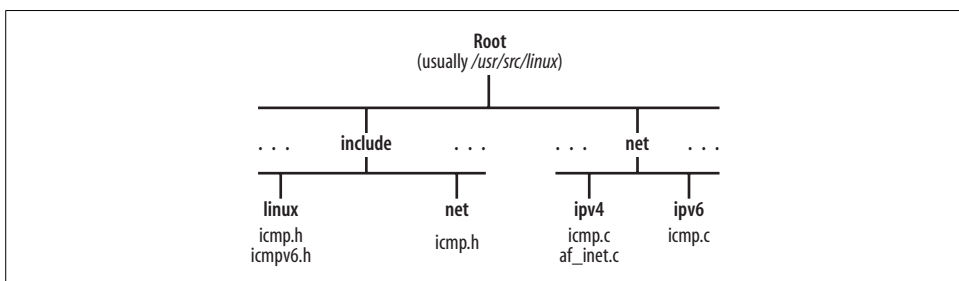 Root
(usually /usr/src/linux)
. . . include . . . . . . net . . .
linux net ipv4 ipv6
icmp.h icmp.h icmp.c icmp.c
icmpv6.h af_inet.c